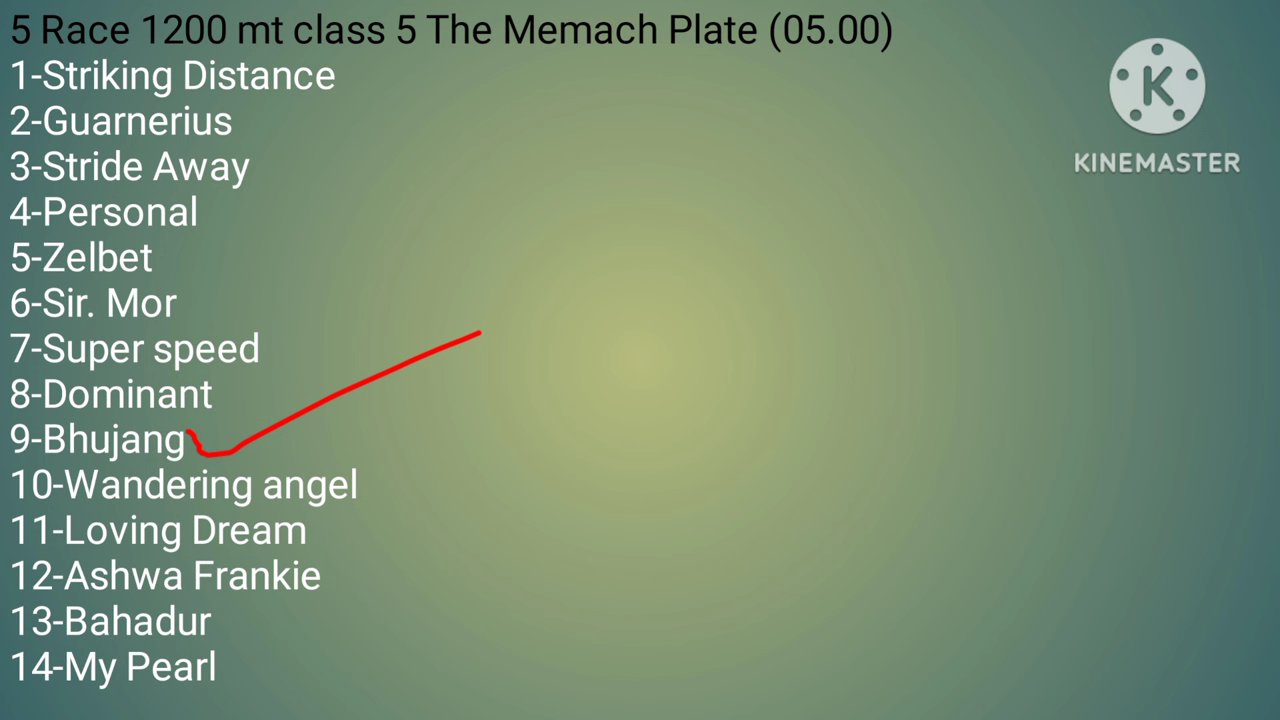 5 Race 1200 mt class 5 The Memach Plate (05.00)
1-Striking Distance
2-Guarnerius
3-Stride Away
4-Personal
5-Zelbet
6-Sir. Mor
7-Super speed
8-Dominant
9-Bhujang
10-Wandering angel
11-Loving Dream
12-Ashwa Frankie
13-Bahadur
14-My Pearl
K
KINEMASTER